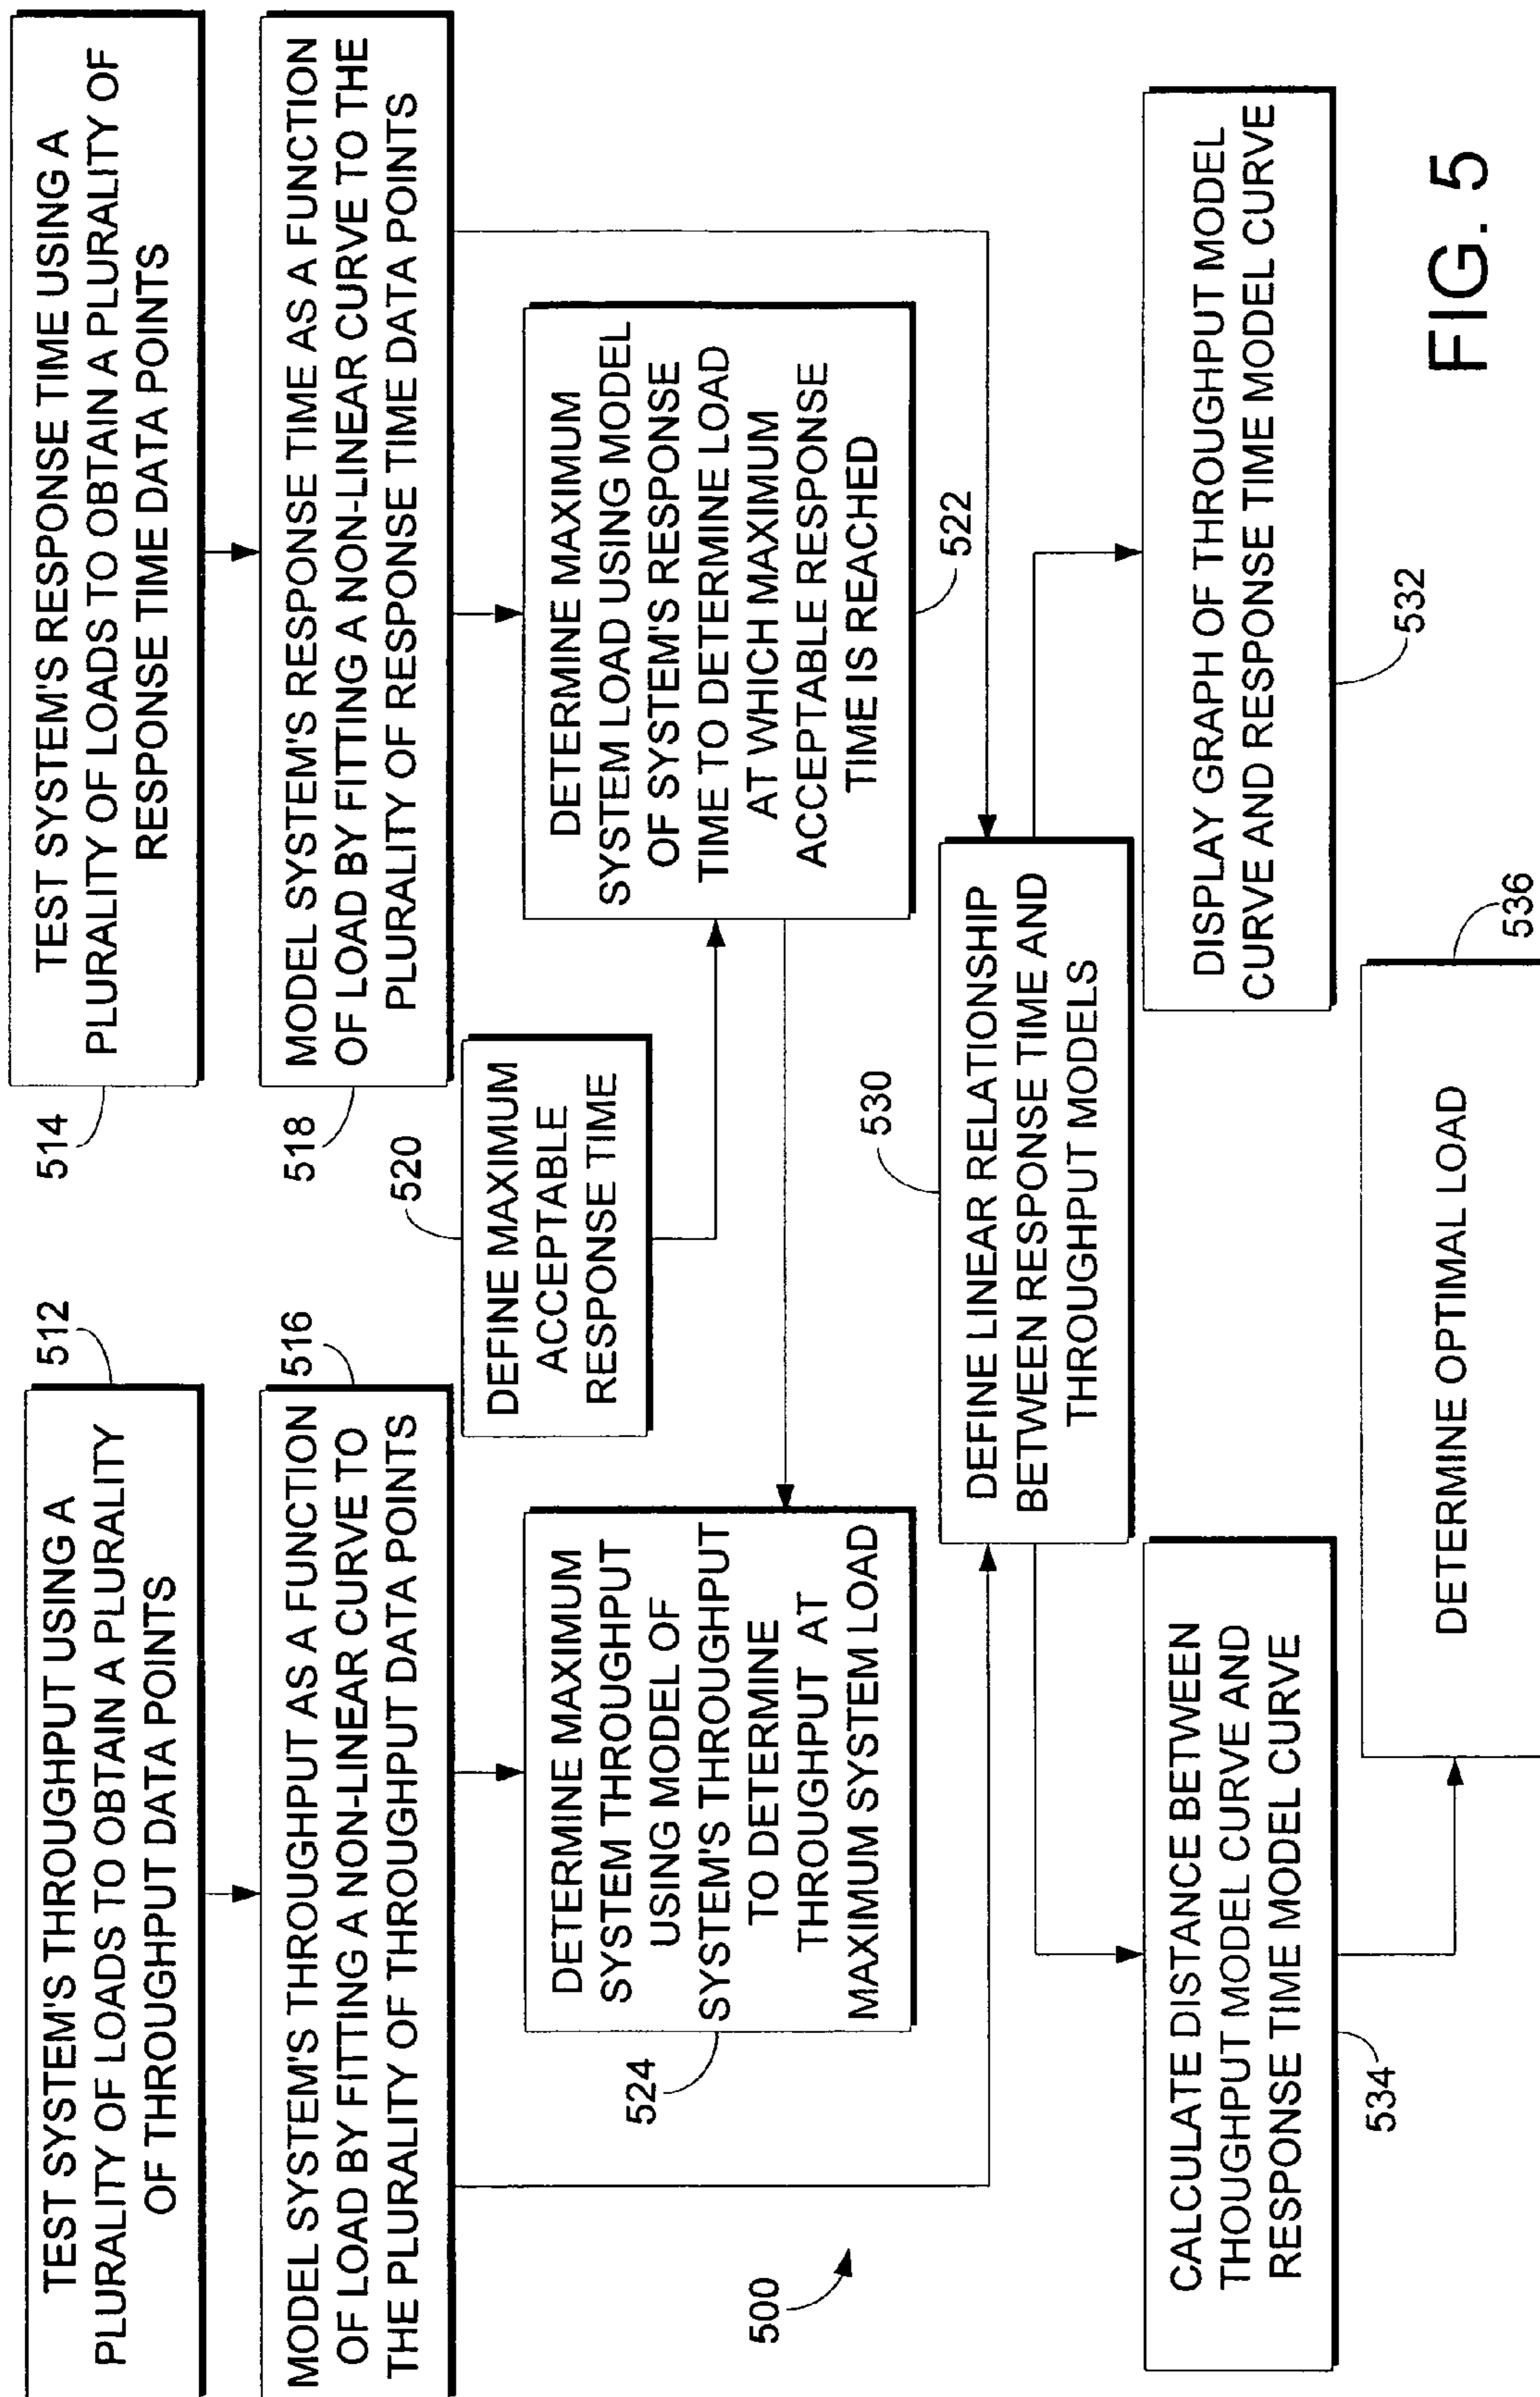 512
TEST SYSTEM'S THROUGHPUT USING A
PLURALITY OF LOADS TO OBTAIN A PLURALITY
OF THROUGHPUT DATA POINTS
514
TEST SYSTEM'S RESPONSE TIME USING A
PLURALITY OF LOADS TO OBTAIN A PLURALITY OF
RESPONSE TIME DATA POINTS
516
MODEL SYSTEM'S THROUGHPUT AS A FUNCTION
OF LOAD BY FITTING A NON-LINEAR CURVE TO
THE PLURALITY OF THROUGHPUT DATA POINTS
518
MODEL SYSTEM'S RESPONSE TIME AS A FUNCTION
OF LOAD BY FITTING A NON-LINEAR CURVE TO THE
PLURALITY OF RESPONSE TIME DATA POINTS
520
DEFINE MAXIMUM
ACCEPTABLE
RESPONSE TIME
DETERMINE MAXIMUM
SYSTEM THROUGHPUT
USING MODEL OF
SYSTEM'S THROUGHPUT
TO DETERMINE
THROUGHPUT AT
MAXIMUM SYSTEM LOAD
524
DETERMINE MAXIMUM
SYSTEM LOAD USING MODEL
OF SYSTEM'S RESPONSE
TIME TO DETERMINE LOAD
AT WHICH MAXIMUM
ACCEPTABLE RESPONSE
TIME IS REACHED
522
500
530
DEFINE LINEAR RELATIONSHIP
BETWEEN RESPONSE TIME AND
THROUGHPUT MODELS
CALCULATE DISTANCE BETWEEN
THOUGHPUT MODEL CURVE AND
RESPONSE TIME MODEL CURVE
534
DISPLAY GRAPH OF THROUGHPUT MODEL
CURVE AND RESPONSE TIME MODEL CURVE
532
DETERMINE OPTIMAL LOAD
536
FIG. 5